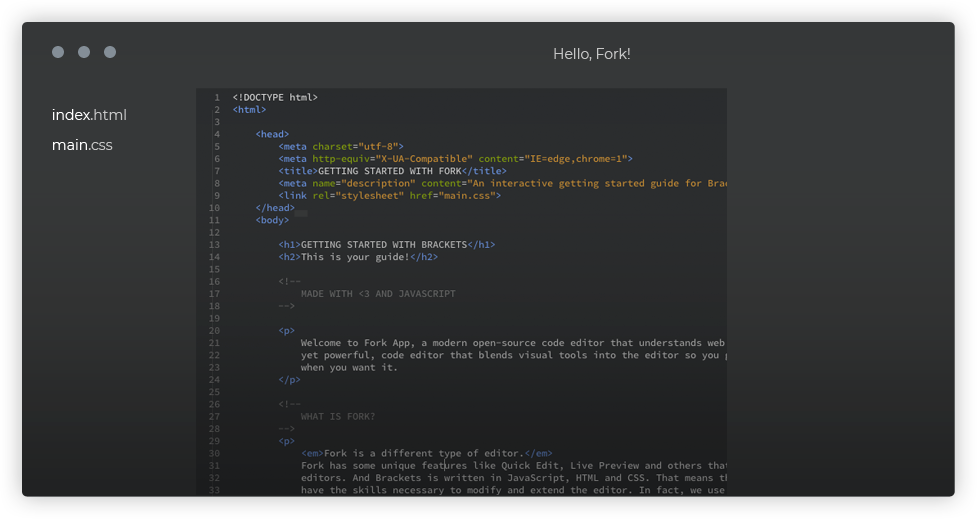 Hello, Fork!
index.html
main.css
1 <!DOCTYPE html>
2 <html>
3
4 <head>
5 <meta charset="utf-8">
6 <meta http-equiv="X-UA-Compatible" content="IE=edge,chrome=1">
7 <title>GETTING STARTED WITH FORK</title>
8 <meta name="description" content="An interactive getting started guide for Brac
9 <link rel="stylesheet" href="main.css">
10 </head>
11 <body>
12
13 <h1>GETTING STARTED WITH BRACKETS</h1>
14 <h2>This is your guide!</h2>
15
16 <!--
17 MADE WITH <3 AND JAVASCRIPT
18 -->
19
20 <p>
21 Welcome to Fork App, a modern open-source code editor that understands web
22 yet powerful, code editor that blends visual tools into the editor so you
23 when you want it.
24 </p>
25
26 <!--
27 WHAT IS FORK?
28 -->
29 <p>
30 <em>Fork is a different type of editor.</em>
31 Fork has some unique features like Quick Edit, Live Preview and others that
32 editors. And Brackets is written in JavaScript, HTML and CSS. That means
33 have the skills necessary to modify and extend the editor. In fact, we use